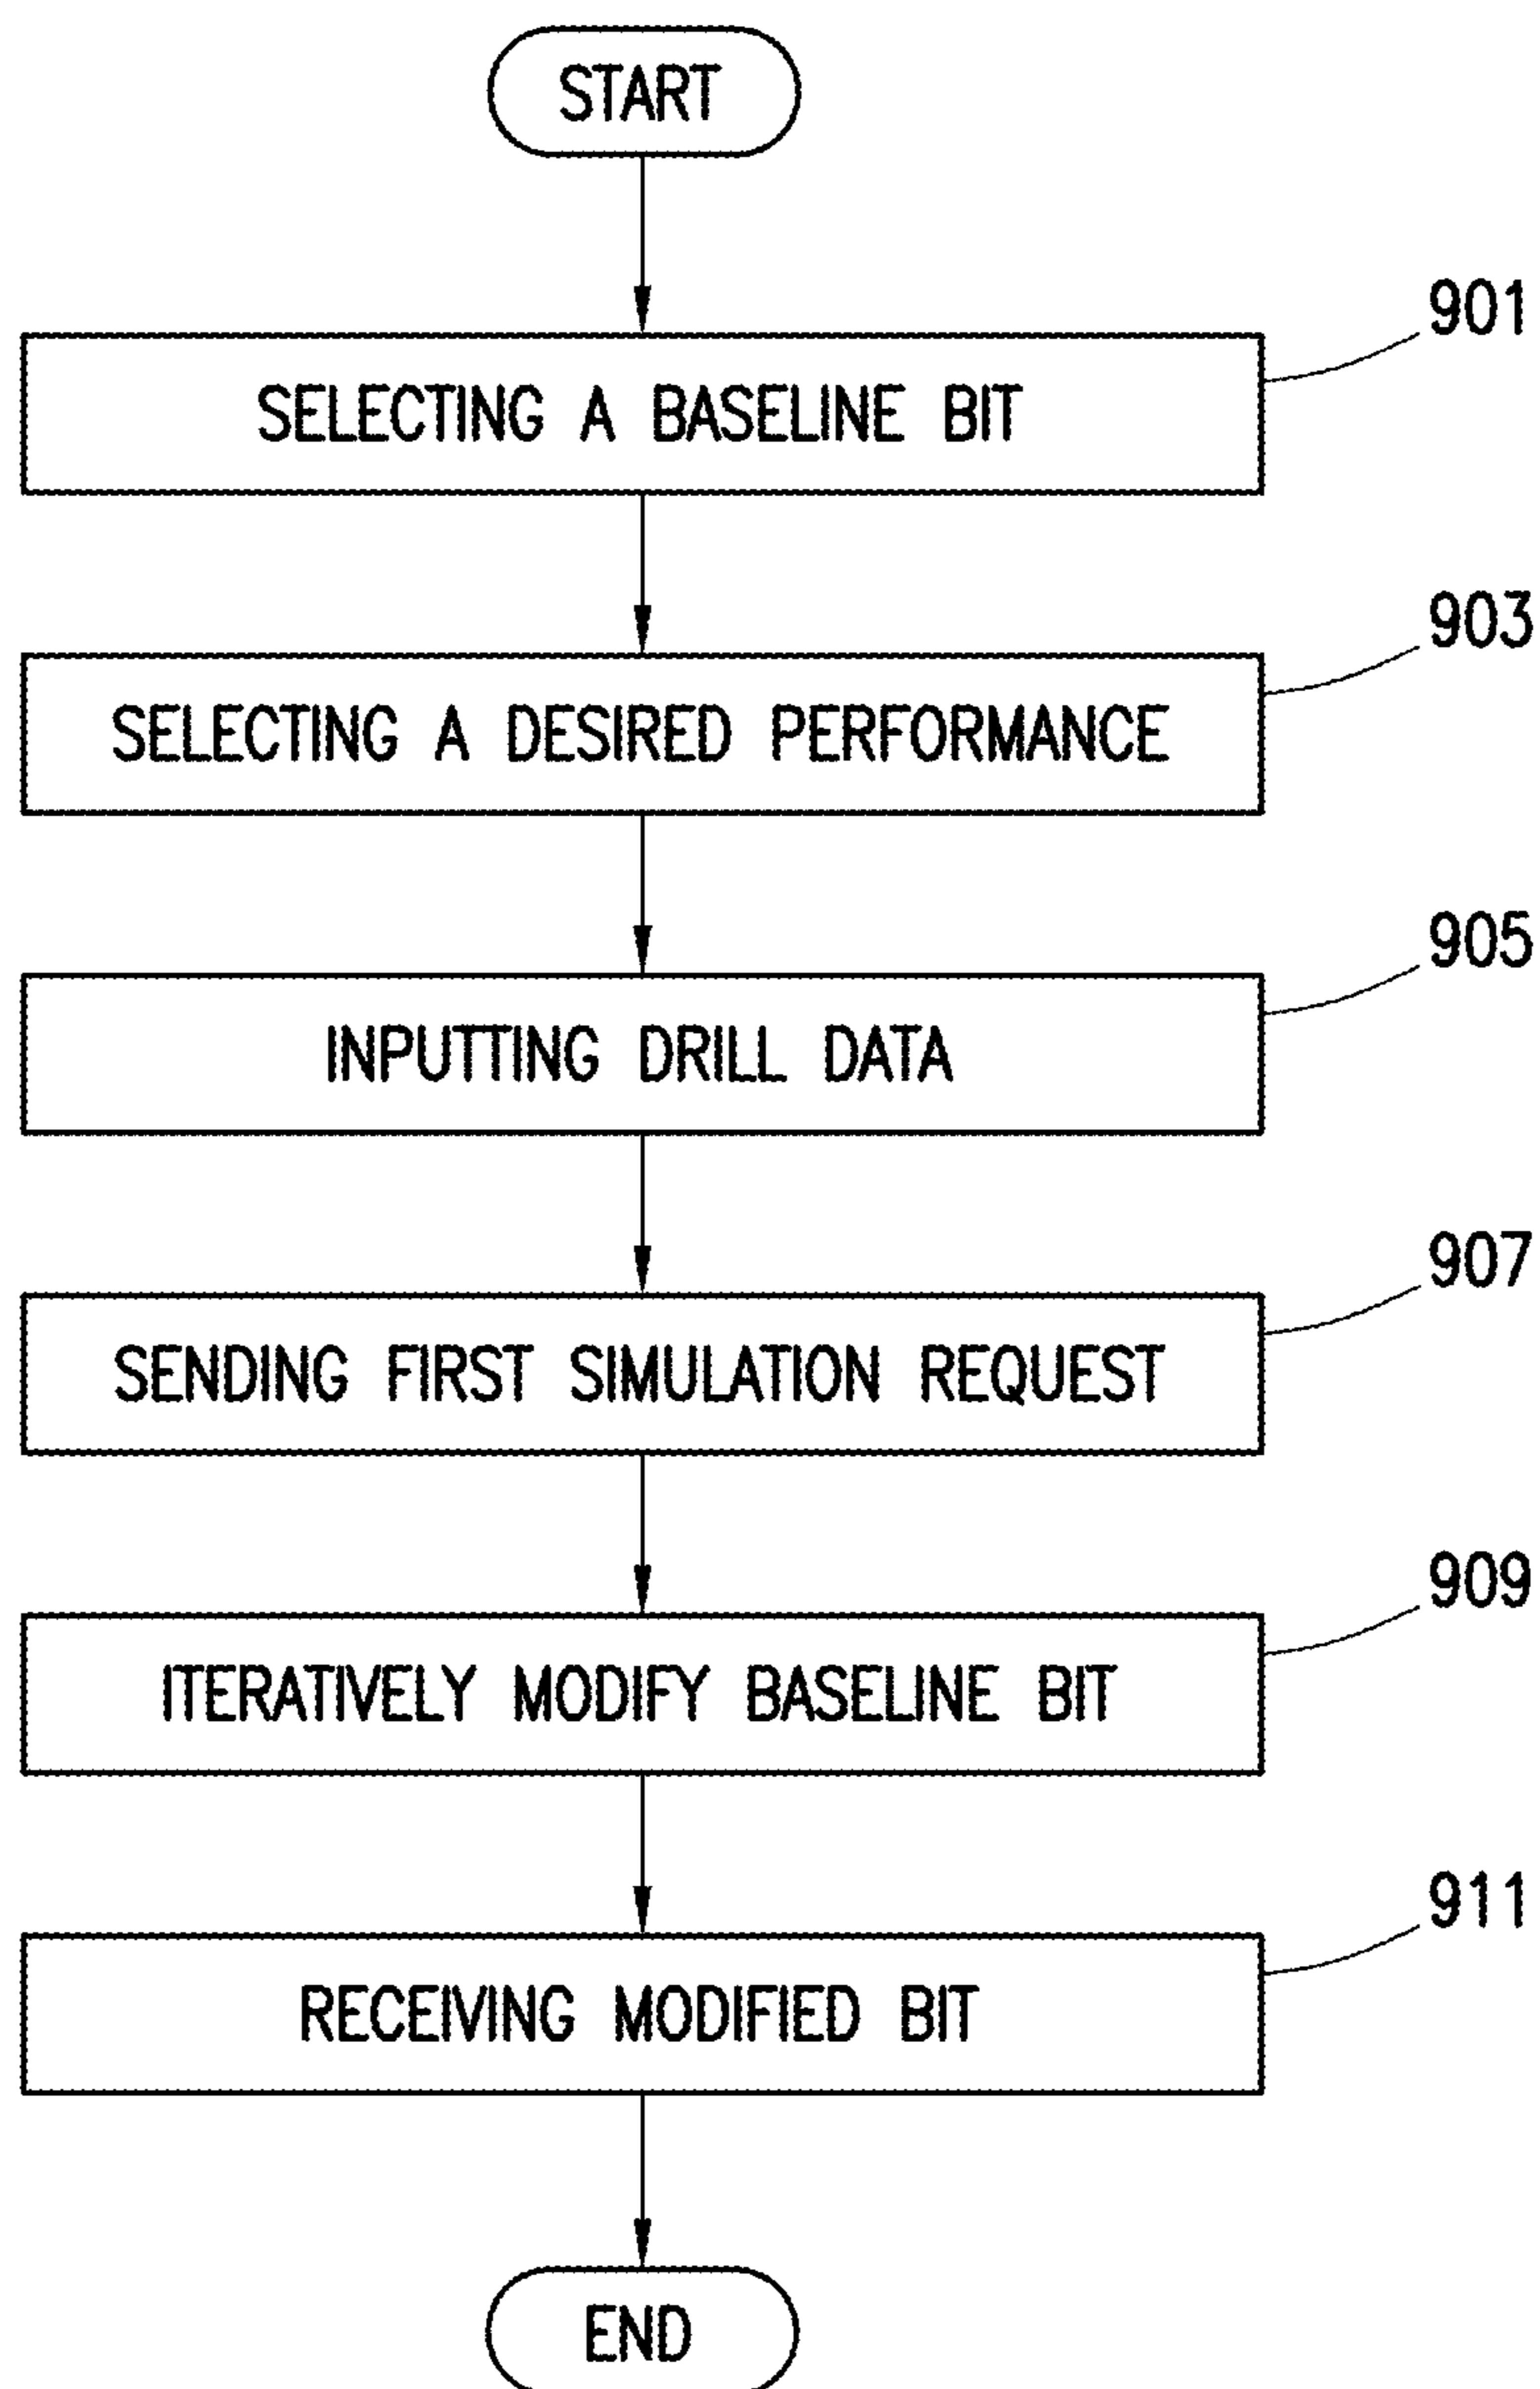 START
901
SELECTING A BASELINE BIT
903
SELECTING A DESIRED PERFORMANCE
905
INPUTTING DRILL DATA
907
SENDING FIRST SIMULATION REQUEST
909
ITERATIVELY MODIFY BASELINE BIT
911
RECEIVING MODIFIED BIT
END